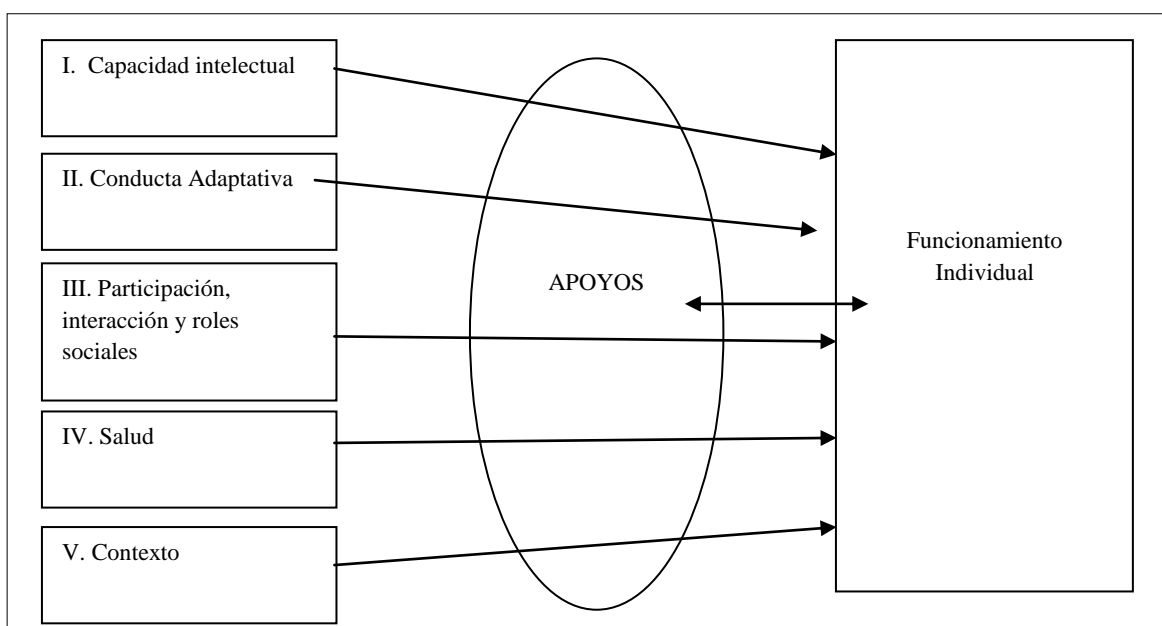 I. Capacidad intelectual
II. Conducta Adaptativa
III. Participación,
interacción y roles
sociales
IV. Salud
V. Contexto
APOYOS
Funcionamiento
Individual